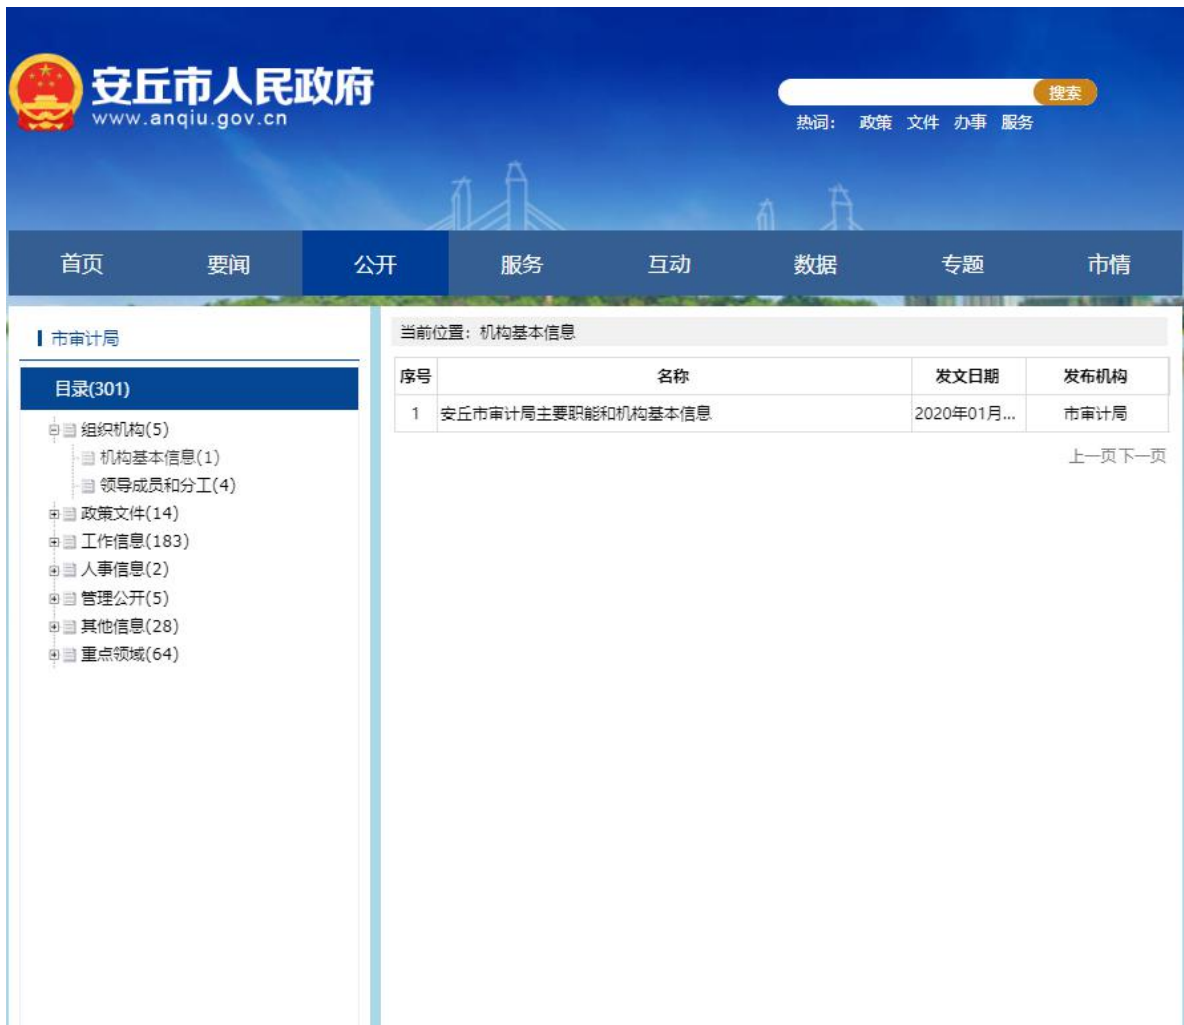 安丘市人民政府
www.anqiu.gov.cn
搜索
热词： 政策 文件 办事 服务
首页 要闻 公开 服务 互动 数据 专题 市情
市审计局
目录(301)
组织机构(5)
机构基本信息(1)
领导成员和分工(4)
政策文件(14)
工作信息(183)
人事信息(2)
管理公开(5)
其他信息(28)
重点领域(64)
当前位置：机构基本信息
序号 名称 发文日期 发布机构
1 安丘市审计局主要职能和机构基本信息 2020年01月... 市审计局
上一页下一页